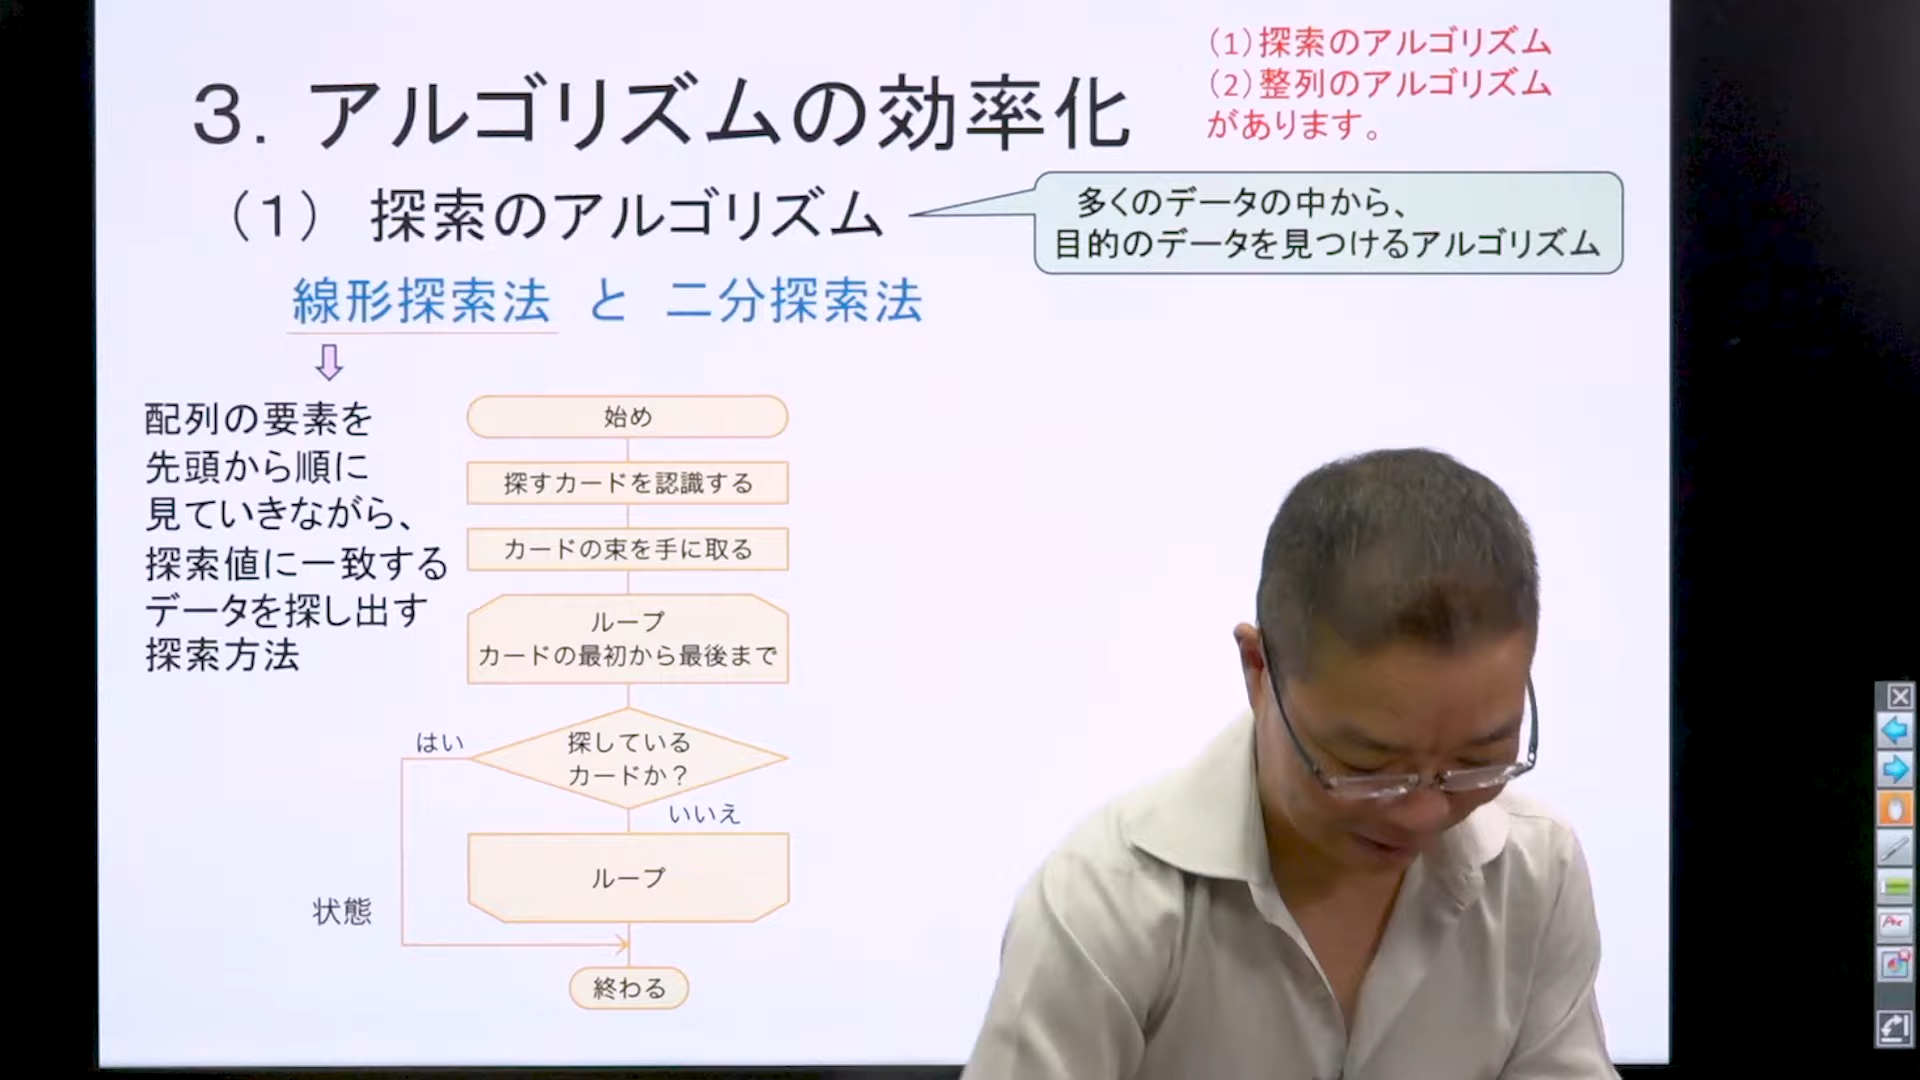 3．アルゴリズムの効率化
（1）探索のアルゴリズム
（2）整列のアルゴリズム
があります。
（1） 探索のアルゴリズム
多くのデータの中から、
目的のデータを見つけるアルゴリズム
線形探索法 と 二分探索法
配列の要素を
先頭から順に
見ていきながら、
探索値に一致する
データを探し出す
探索方法
始め
探すカードを認識する
カードの束を手に取る
ループ
カードの最初から最後まで
探している
カードか？
はい
いいえ
ループ
状態
終わる